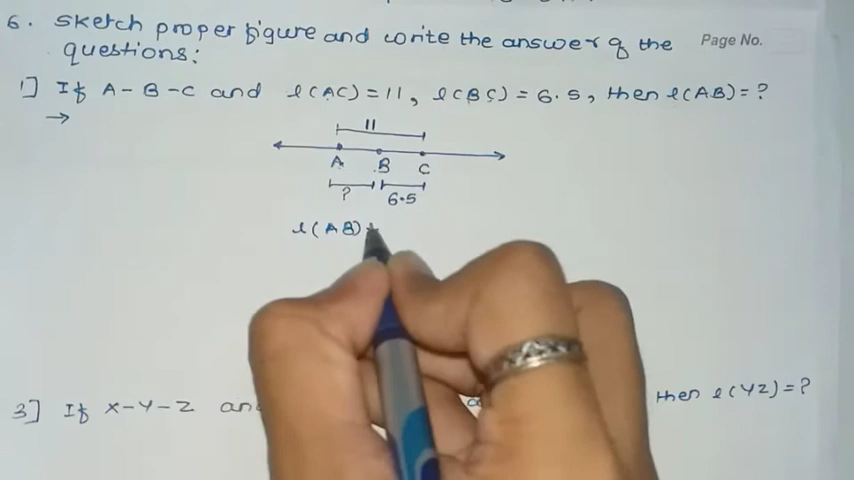 6. Sketch proper figure and write the answer of the
Page No.
questions:
1] If A-B-C and l(AC)=11, l(BC)=6.5, then l(AB)=?
→
11
A B C
? 6.5
l(AB)+
3] If X-Y-Z an
then l(YZ)=?